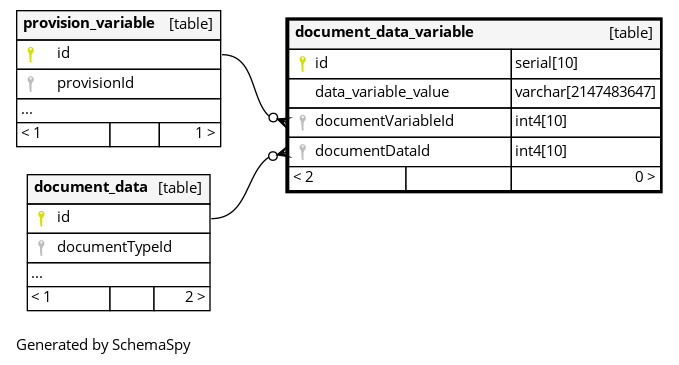 provision_variable [table]
id
provisionId
...
< 1 1 >
document_data_variable [table]
id serial[10]
data_variable_value varchar[2147483647]
documentVariableId int4[10]
documentDataId int4[10]
< 2 0 >
document_data [table]
id
documentTypeId
...
< 1 2 >
Generated by SchemaSpy